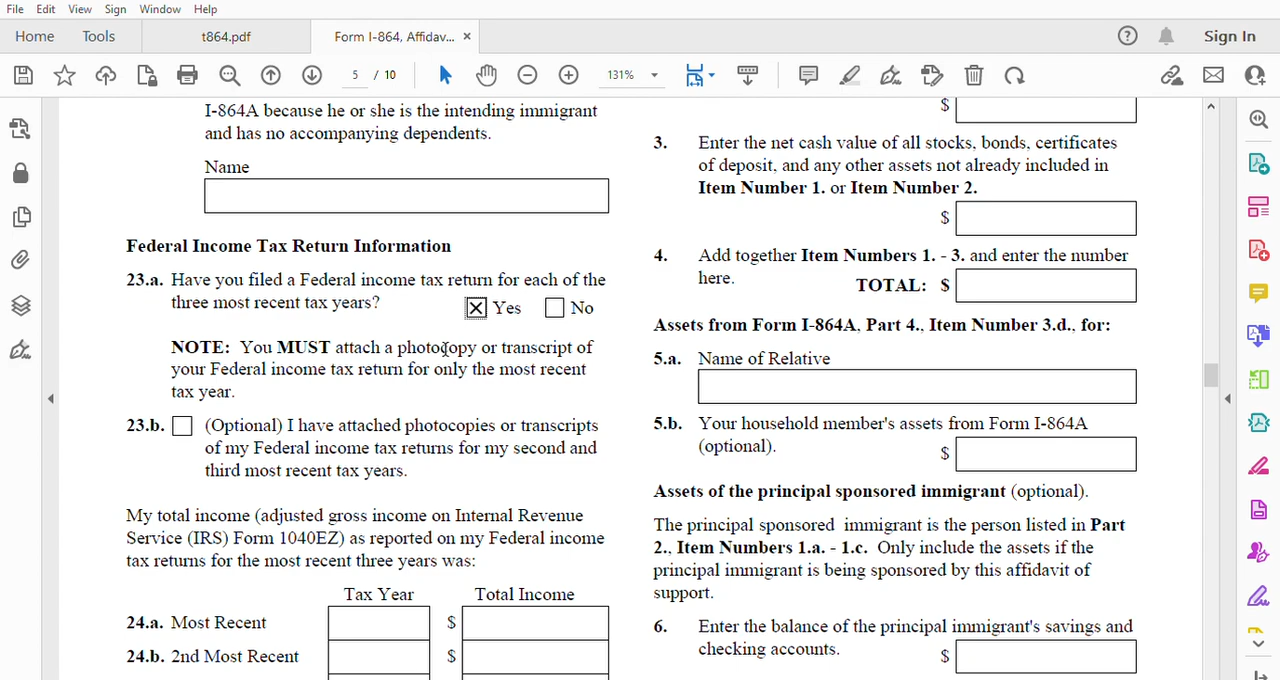 File Edit View Sign Window Help
Home Tools t864.pdf Form I-864, Affidav... × Sign In
5 / 10 131%
I-864A because he or she is the intending immigrant
and has no accompanying dependents.
Name
Federal Income Tax Return Information
23.a. Have you filed a Federal income tax return for each of the
three most recent tax years?
Yes No
NOTE: You MUST attach a photocopy or transcript of
your Federal income tax return for only the most recent
tax year.
23.b. (Optional) I have attached photocopies or transcripts
of my Federal income tax returns for my second and
third most recent tax years.
My total income (adjusted gross income on Internal Revenue
Service (IRS) Form 1040EZ) as reported on my Federal income
tax returns for the most recent three years was:
Tax Year Total Income
24.a. Most Recent $
24.b. 2nd Most Recent $
$
3. Enter the net cash value of all stocks, bonds, certificates
of deposit, and any other assets not already included in
Item Number 1. or Item Number 2.
$
4. Add together Item Numbers 1. - 3. and enter the number
here. TOTAL: $
Assets from Form I-864A, Part 4., Item Number 3.d., for:
5.a. Name of Relative
5.b. Your household member's assets from Form I-864A
(optional). $
Assets of the principal sponsored immigrant (optional).
The principal sponsored immigrant is the person listed in Part
2., Item Numbers 1.a. - 1.c. Only include the assets if the
principal immigrant is being sponsored by this affidavit of
support.
6. Enter the balance of the principal immigrant's savings and
checking accounts. $